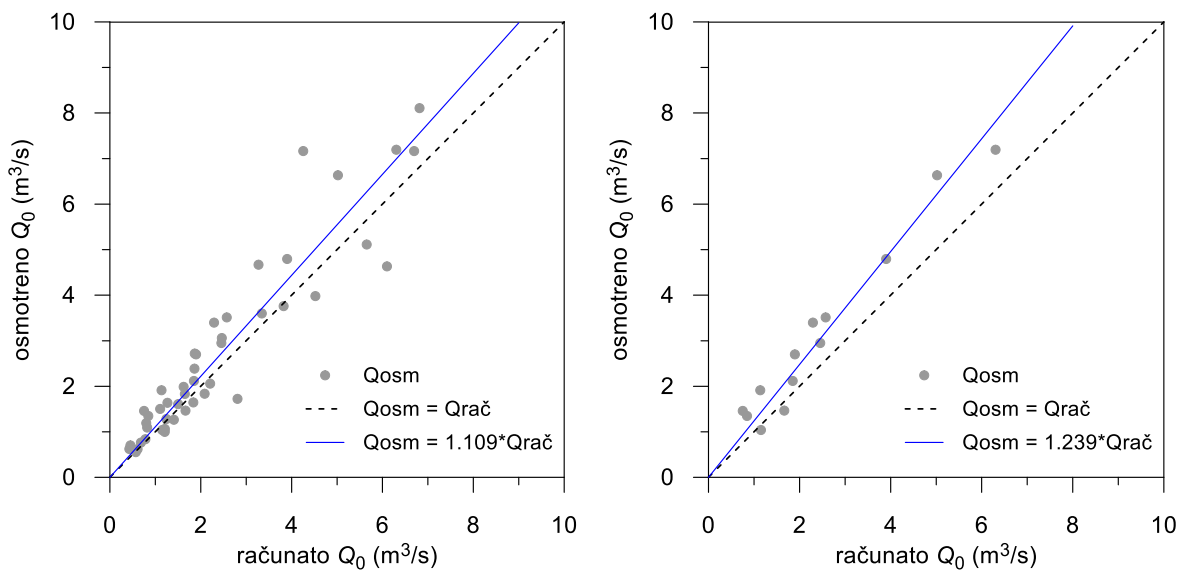 10
8
6
4
2
0
osmotreno Q₀ (m³/s)
Qosm
Qosm = Qrač
Qosm = 1.109*Qrač
0 2 4 6 8 10
računato Q₀ (m³/s)
10
8
6
4
2
0
osmotreno Q₀ (m³/s)
Qosm
Qosm = Qrač
Qosm = 1.239*Qrač
0 2 4 6 8 10
računato Q₀ (m³/s)